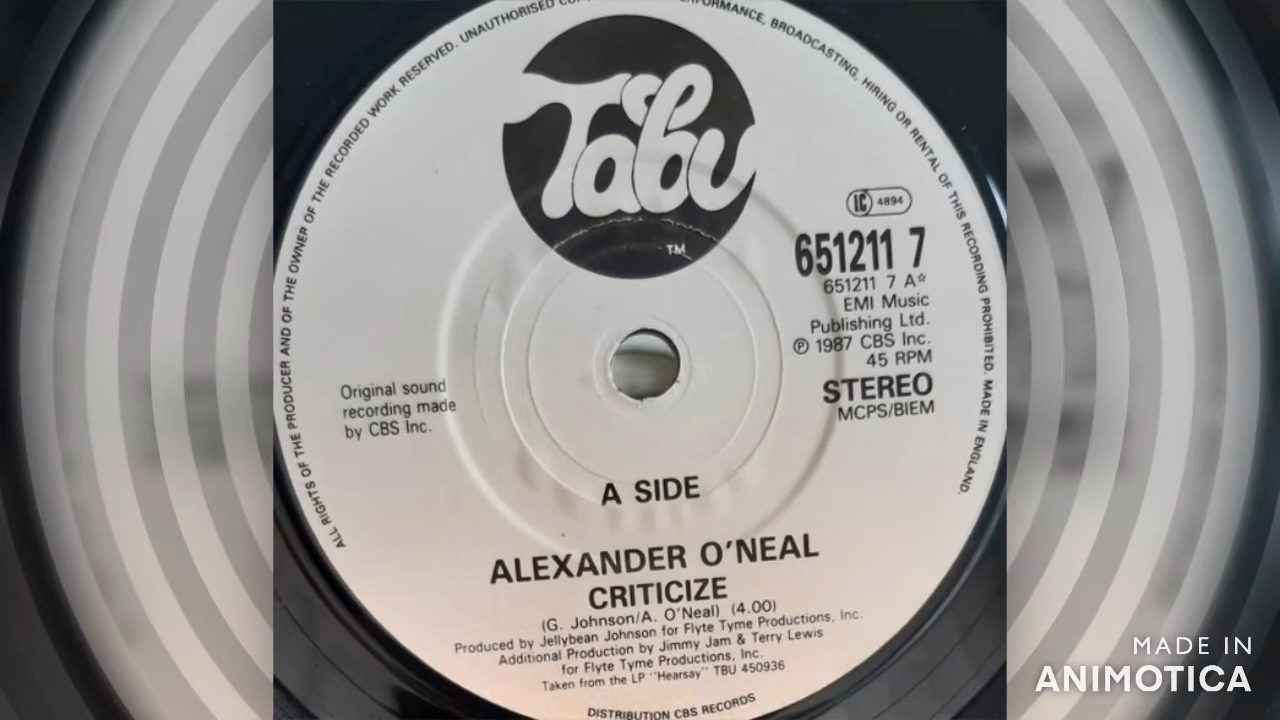 ALL RIGHTS OF THE PRODUCER AND OF THE OWNER OF THE RECORDED WORK RESERVED. UNAUTHORISED PERFORMANCE, BROADCASTING, HIRING OR RENTAL OF THIS RECORDING PROHIBITED. MADE IN ENGLAND.
Tabu
TM
LC 4894
651211 7
651211 7 A☆
EMI Music
Publishing Ltd.
℗ 1987 CBS Inc.
45 RPM
STEREO
MCPS/BIEM
Original sound
recording made
by CBS Inc.
A SIDE
ALEXANDER O'NEAL
CRITICIZE
(G. Johnson/A. O'Neal) (4.00)
Produced by Jellybean Johnson for Flyte Tyme Productions, Inc.
Additional Production by Jimmy Jam & Terry Lewis
for Flyte Tyme Productions, Inc.
Taken from the LP "Hearsay" TBU 450936
DISTRIBUTION CBS RECORDS
MADE IN
ANIMOTICA